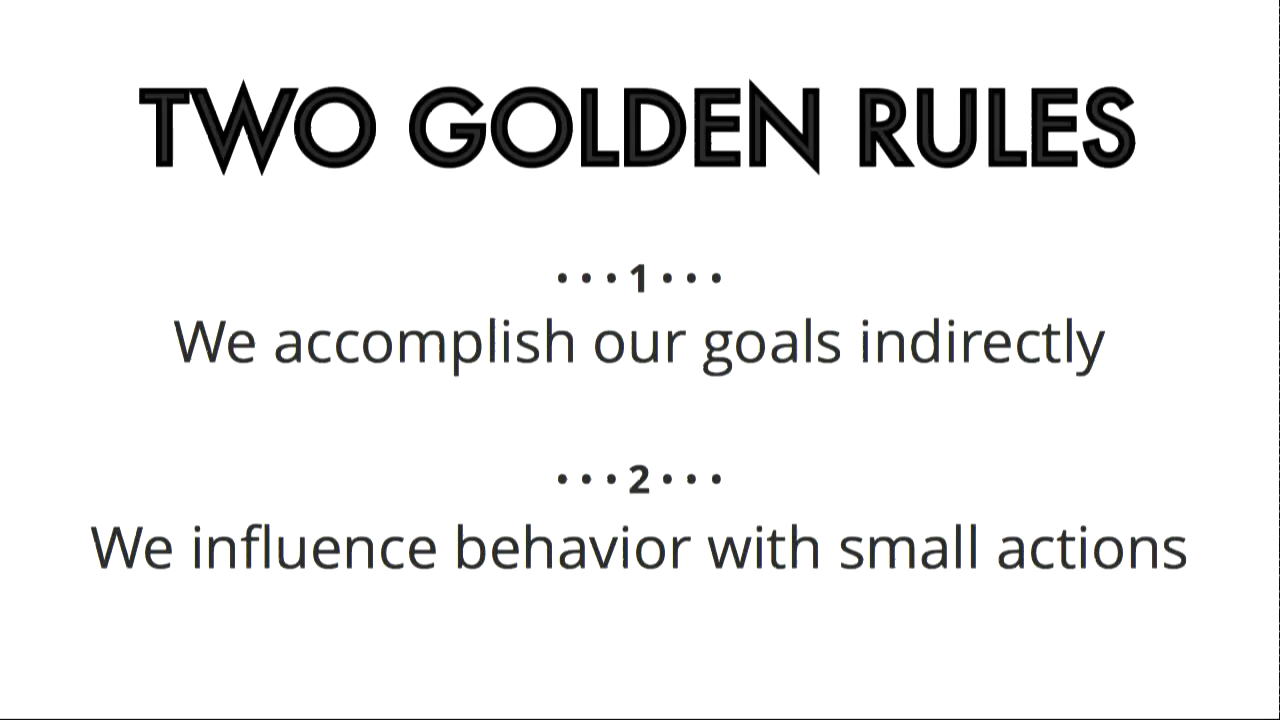 TWO GOLDEN RULES
• • • 1 • • •
We accomplish our goals indirectly
• • • 2 • • •
We influence behavior with small actions